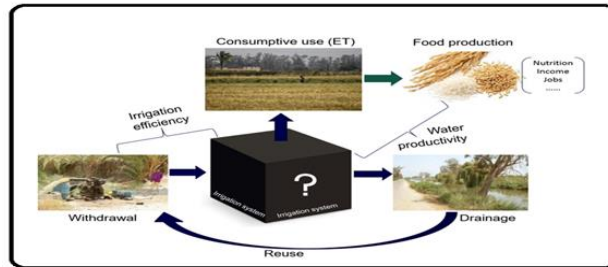 Consumptive use (ET)
Food production
Nutrition
Income
Jobs
......
Irrigation
efficiency
Water
productivity
?
Irrigation system
Irrigation system
Withdrawal
Drainage
Reuse